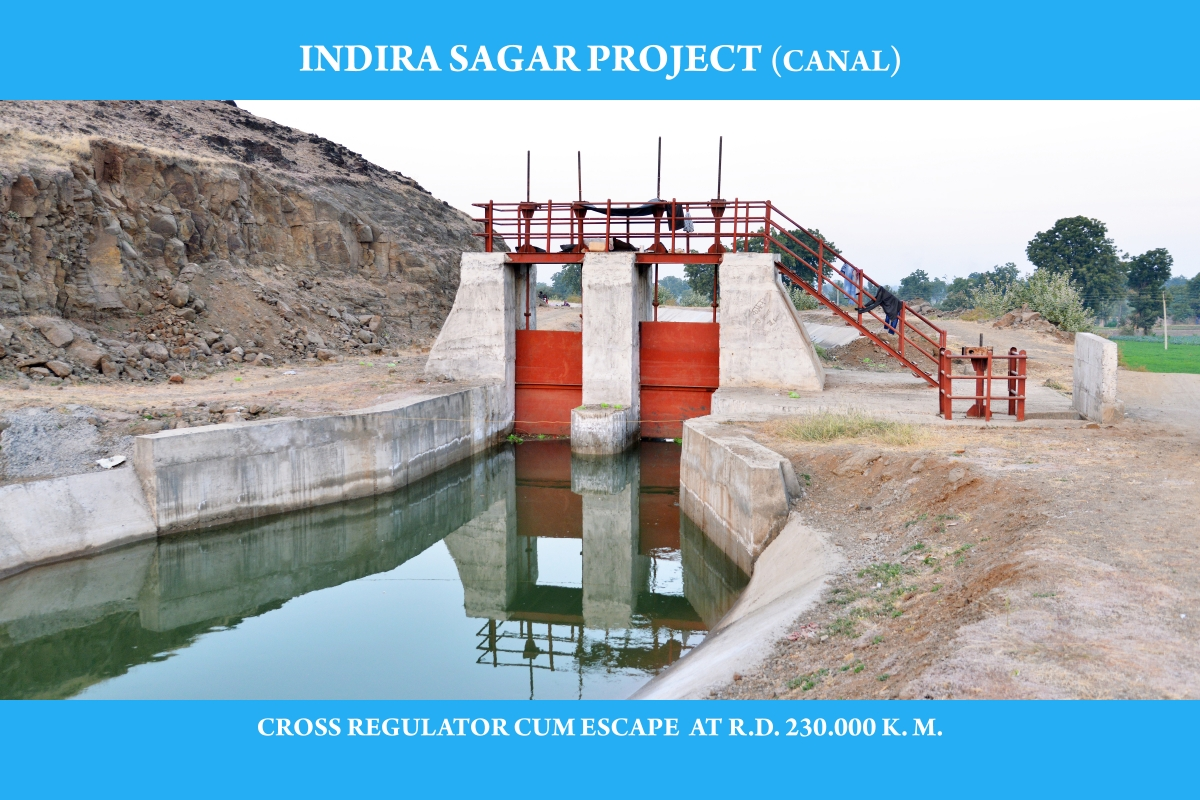 INDIRA SAGAR PROJECT (CANAL)
CROSS REGULATOR CUM ESCAPE AT R.D. 230.000 K. M.